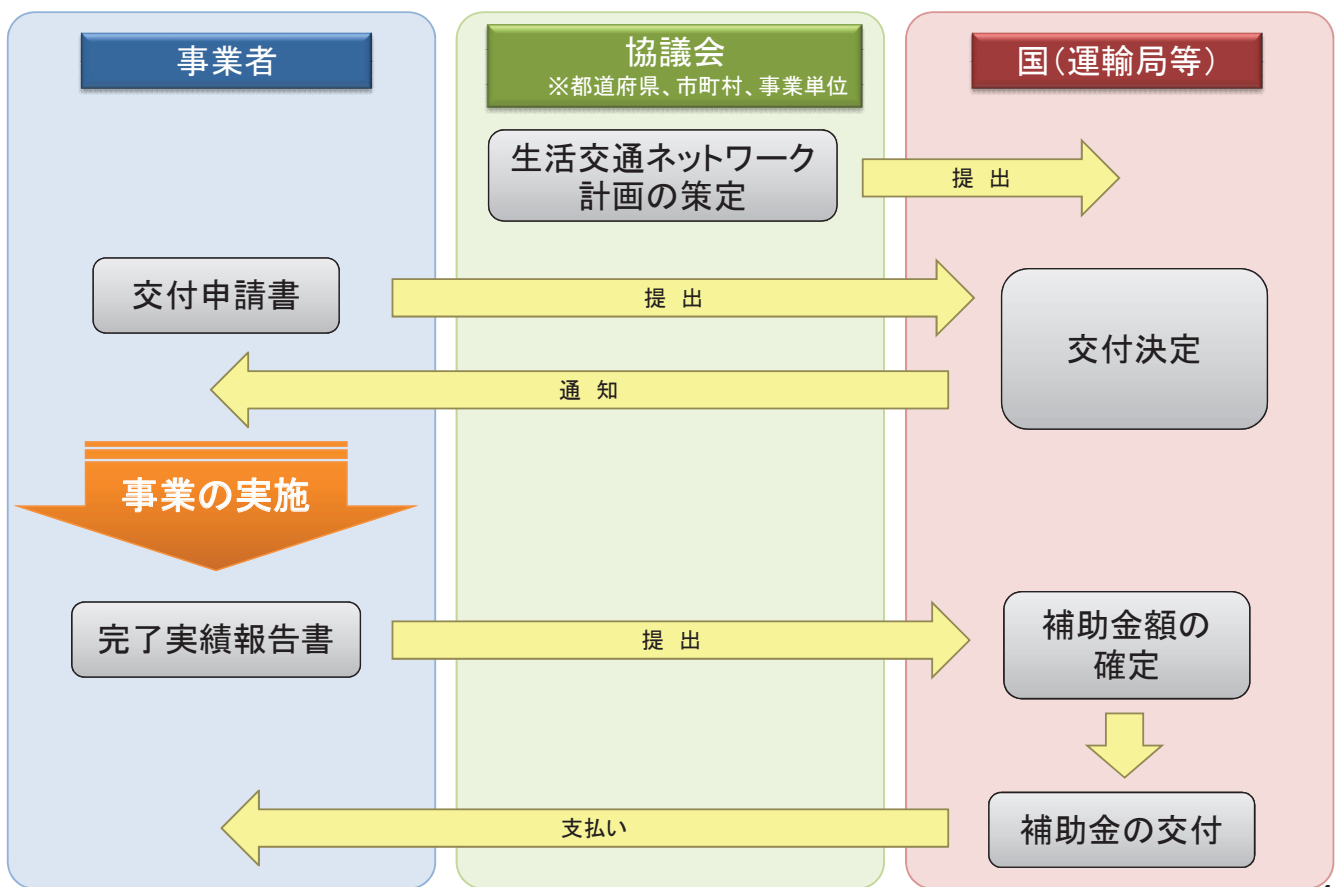 事業者
協議会
※都道府県、市町村、事業単位
国(運輸局等)
生活交通ネットワーク
計画の策定
提 出
交付申請書
提 出
交付決定
通 知
事業の実施
完了実績報告書
提 出
補助金額の
確定
支払い
補助金の交付